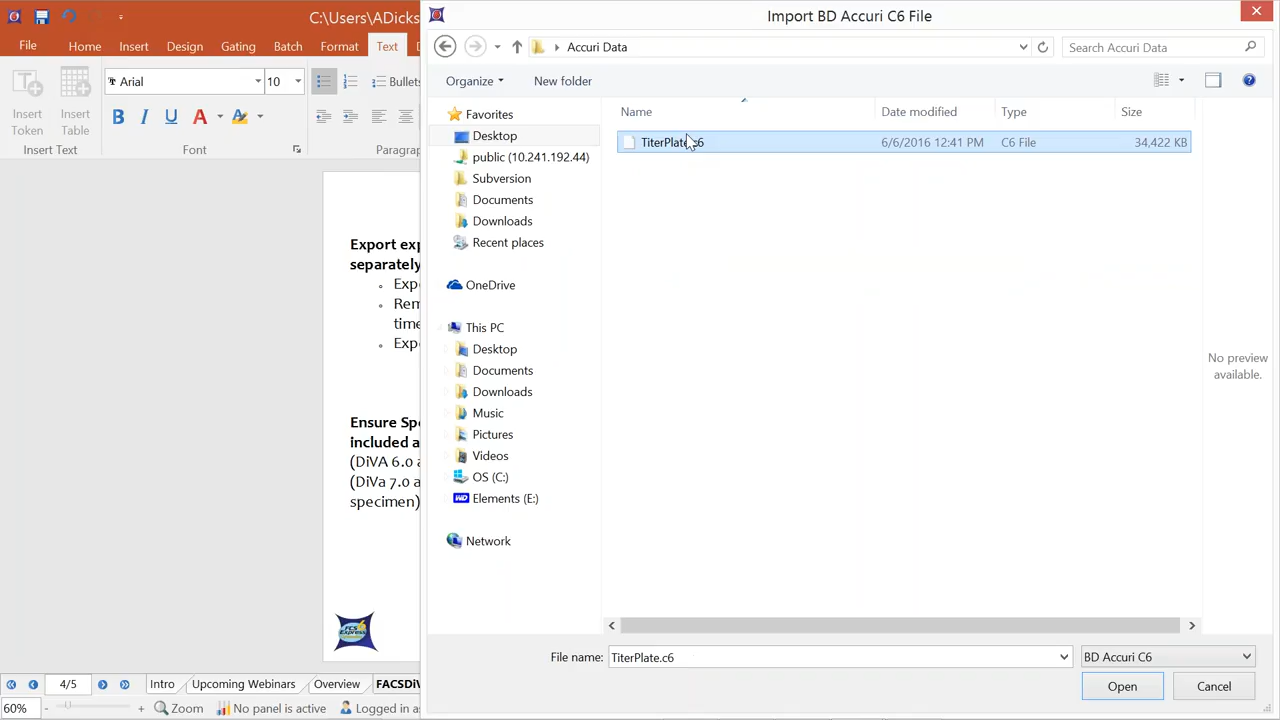 C:\Users\ADicks
Import BD Accuri C6 File
File
Home
Insert
Design
Gating
Batch
Format
Text
Accuri Data
Search Accuri Data
Arial
10
Bullets
Organize
New folder
Insert
Token
Insert
Table
B
I
U
A
Insert Text
Font
Paragrap
Name
Date modified
Type
Size
TiterPlate.c6
6/6/2016 12:41 PM
C6 File
34,422 KB
Favorites
Desktop
public (10.241.192.44)
Subversion
Documents
Downloads
Recent places
OneDrive
This PC
Desktop
Documents
Downloads
Music
Pictures
Videos
OS (C:)
Elements (E:)
Network
No preview
available.
Export exp
separately
Exp
Rem
time
Exp
Ensure Spe
included a
(DiVA 6.0 a
(DiVa 7.0 a
specimen)
FCS
Express
File name:
TiterPlate.c6
BD Accuri C6
Open
Cancel
4/5
Intro
Upcoming Webinars
Overview
FACSDiV
60%
Zoom
No panel is active
Logged in as